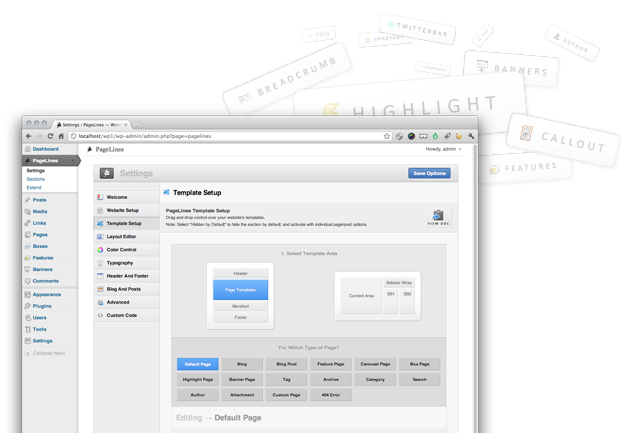 TWITTERBAR
AUTHOR
BREADCRUMB
BANNERS
HIGHLIGHT
CALLOUT
FEATURES
Settings ‹ PageLines — Word
localhost/wp1/wp-admin/admin.php?page=pagelines
Dashboard
PageLines
Settings
Sections
Extend
Posts
Media
Links
Pages
Boxes
Features
Banners
Comments
Appearance
Plugins
Users
Tools
Settings
Collapse menu
PageLines
Howdy, admin
Settings
Save Options
Welcome
Website Setup
Template Setup
Layout Editor
Color Control
Typography
Header And Footer
Blog And Posts
Advanced
Custom Code
Template Setup
PageLines Template Setup
Drag and drop control over your website's templates.
Note: Select "Hidden by Default" to hide the section by default, and activate with individual page/post options.
VIEW DOC
1. Select Template Area
Header
Page Templates
Morefoot
Footer
Content Area
Sidebar Wrap
SB1 SB2
For Which Type of Page?
Default Page Blog Blog Post Feature Page Carousel Page Box Page
Highlight Page Banner Page Tag Archive Category Search
Author Attachment Custom Page 404 Error
Editing → Default Page